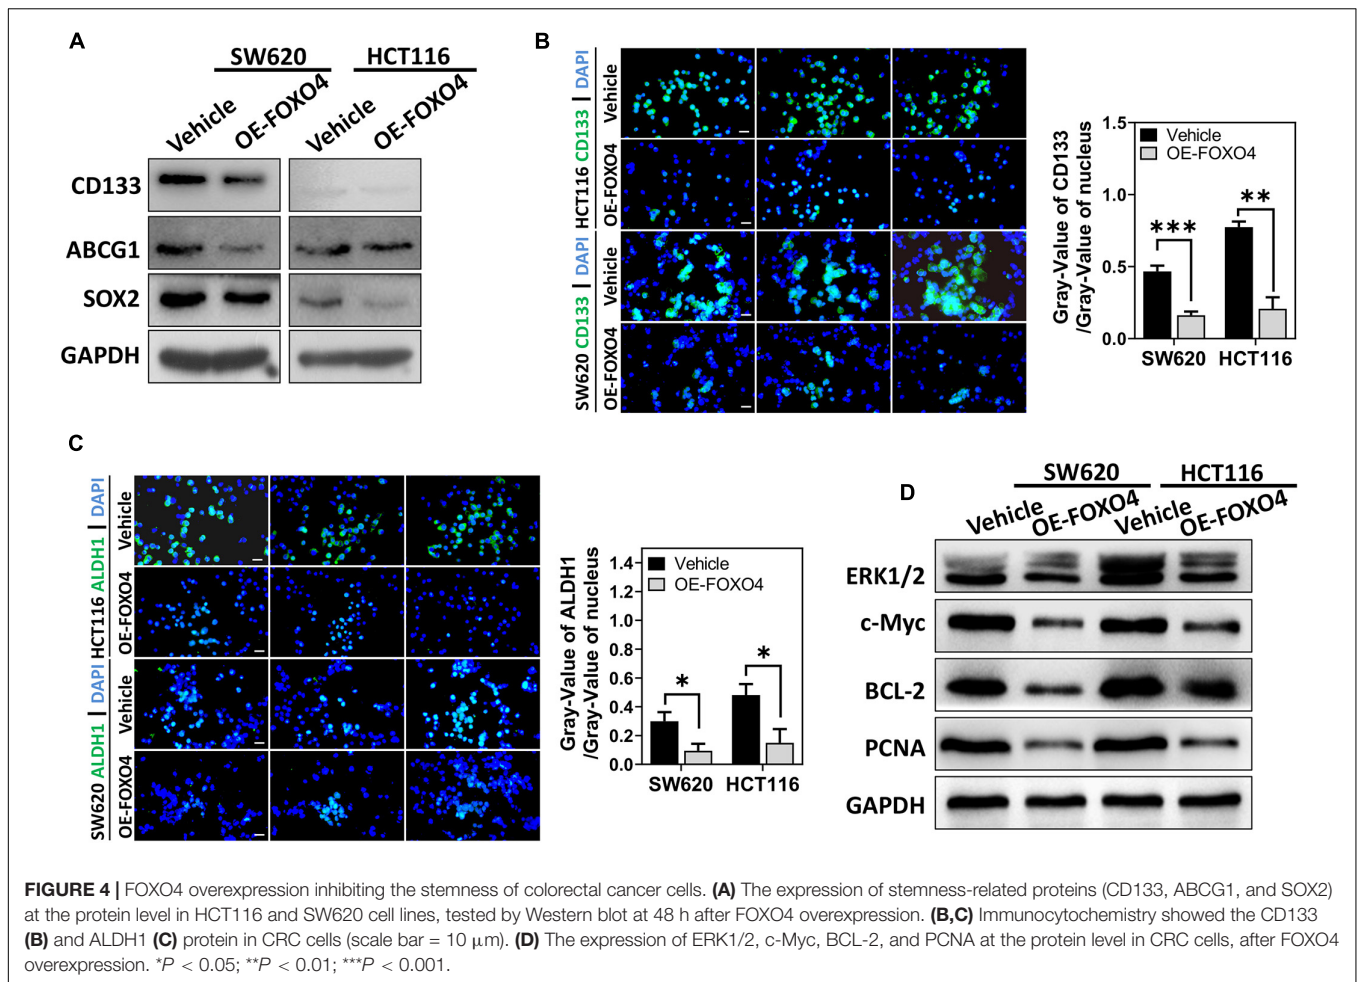 A
SW620 HCT116
Vehicle OE-FOXO4 Vehicle OE-FOXO4
CD133
ABCG1
SOX2
GAPDH
B
HCT116 CD133 | DAPI
Vehicle
OE-FOXO4
SW620 CD133 | DAPI
Vehicle
OE-FOXO4
Gray-Value of CD133
/Gray-Value of nucleus
1.5
1.0
0.5
0.0
Vehicle
OE-FOXO4
***
**
SW620 HCT116
C
HCT116 ALDH1 | DAPI
Vehicle
OE-FOXO4
SW620 ALDH1 | DAPI
Vehicle
OE-FOXO4
Gray-Value of ALDH1
/Gray-Value of nucleus
1.4
1.2
1.0
0.8
0.6
0.4
0.2
0.0
Vehicle
OE-FOXO4
*
*
SW620 HCT116
D
SW620 HCT116
Vehicle OE-FOXO4 Vehicle OE-FOXO4
ERK1/2
c-Myc
BCL-2
PCNA
GAPDH
FIGURE 4 | FOXO4 overexpression inhibiting the stemness of colorectal cancer cells. (A) The expression of stemness-related proteins (CD133, ABCG1, and SOX2)
at the protein level in HCT116 and SW620 cell lines, tested by Western blot at 48 h after FOXO4 overexpression. (B,C) Immunocytochemistry showed the CD133
(B) and ALDH1 (C) protein in CRC cells (scale bar = 10 μm). (D) The expression of ERK1/2, c-Myc, BCL-2, and PCNA at the protein level in CRC cells, after FOXO4
overexpression. *P < 0.05; **P < 0.01; ***P < 0.001.